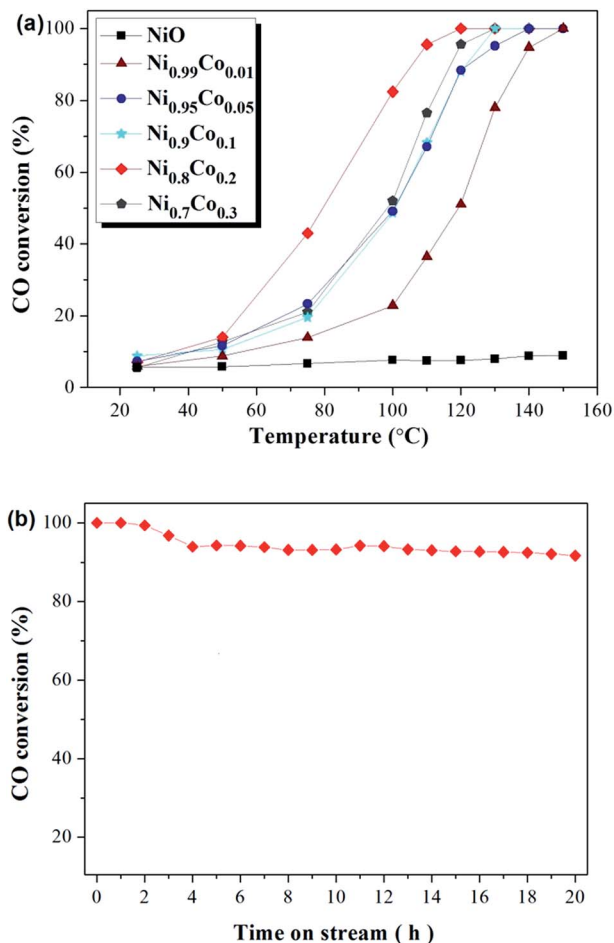 (a)
NiO
Ni0.99Co0.01
Ni0.95Co0.05
Ni0.9Co0.1
Ni0.8Co0.2
Ni0.7Co0.3
CO conversion (%)
100
80
60
40
20
0
20 40 60 80 100 120 140 160
Temperature (°C)
(b)
CO conversion (%)
100
80
60
40
20
0 2 4 6 8 10 12 14 16 18 20
Time on stream ( h )